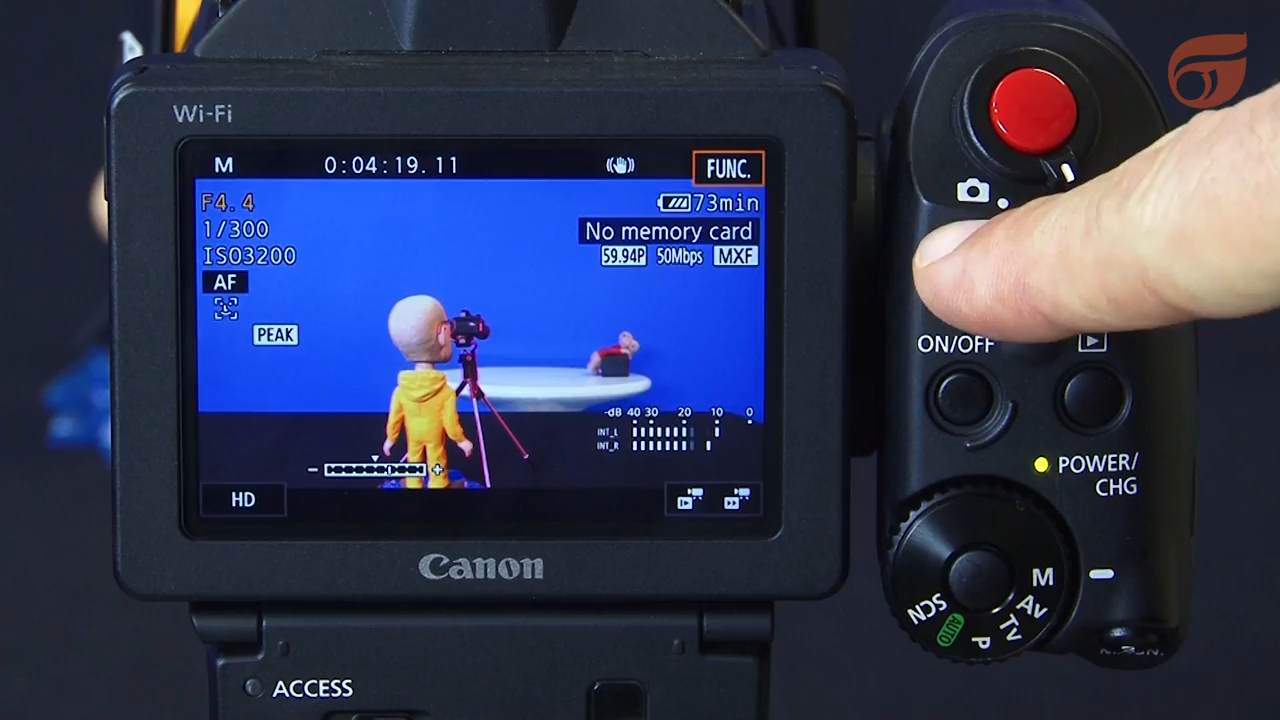 Wi-Fi
M 0:04:19.11 FUNC.
F4.4 73min
1/300 No memory card
ISO3200 59.94P 50Mbps MXF
AF
PEAK
-dB 40 30 20 10 0
INT_L
INT_R
− +
HD
Canon
ACCESS
ON/OFF
POWER/
CHG
M
Av
Tv
P
AUTO
SCN